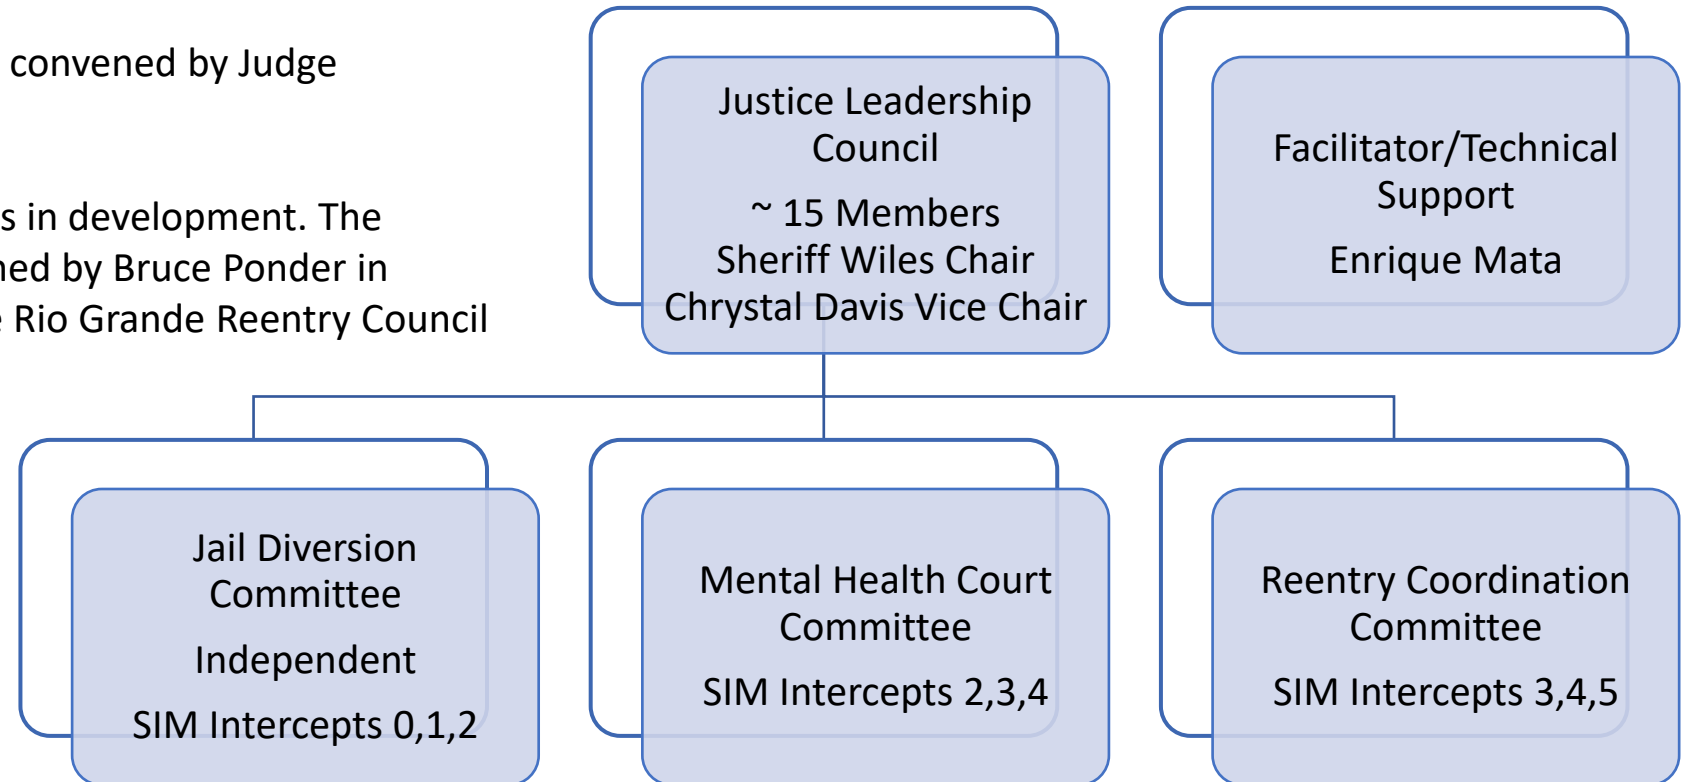 convened by Judge
s in development. The
ned by Bruce Ponder in
Rio Grande Reentry Council
Justice Leadership
Council
~ 15 Members
Sheriff Wiles Chair
Chrystal Davis Vice Chair
Facilitator/Technical
Support
Enrique Mata
Jail Diversion
Committee
Independent
SIM Intercepts 0,1,2
Mental Health Court
Committee
SIM Intercepts 2,3,4
Reentry Coordination
Committee
SIM Intercepts 3,4,5